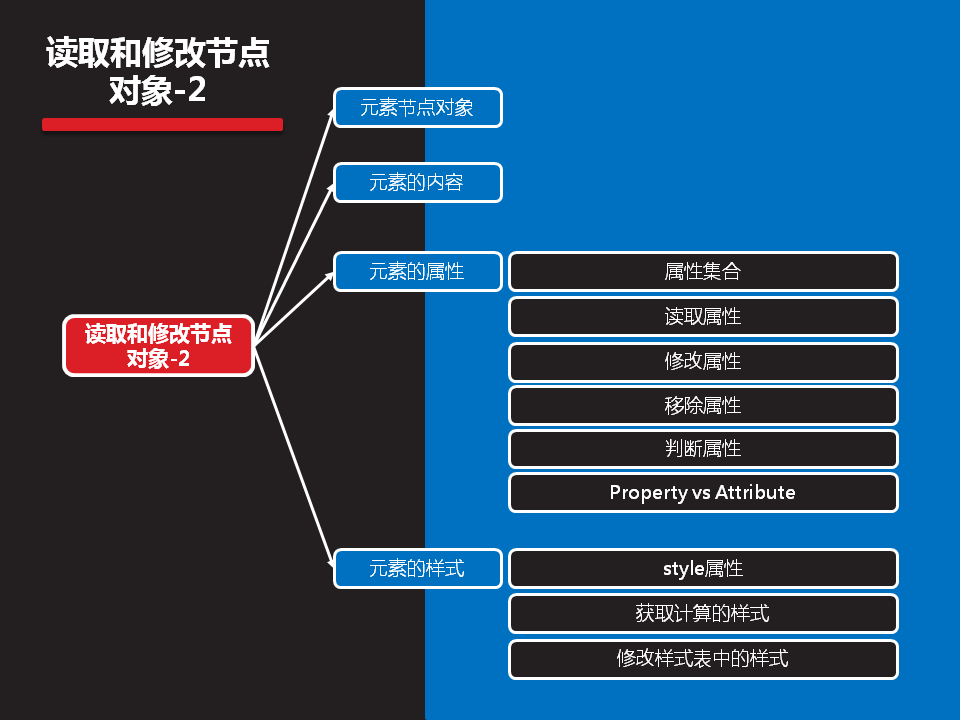 读取和修改节点
对象-2
元素节点对象
元素的内容
元素的属性
属性集合
读取属性
读取和修改节点
对象-2
修改属性
移除属性
判断属性
Property vs Attribute
元素的样式
style属性
获取计算的样式
修改样式表中的样式